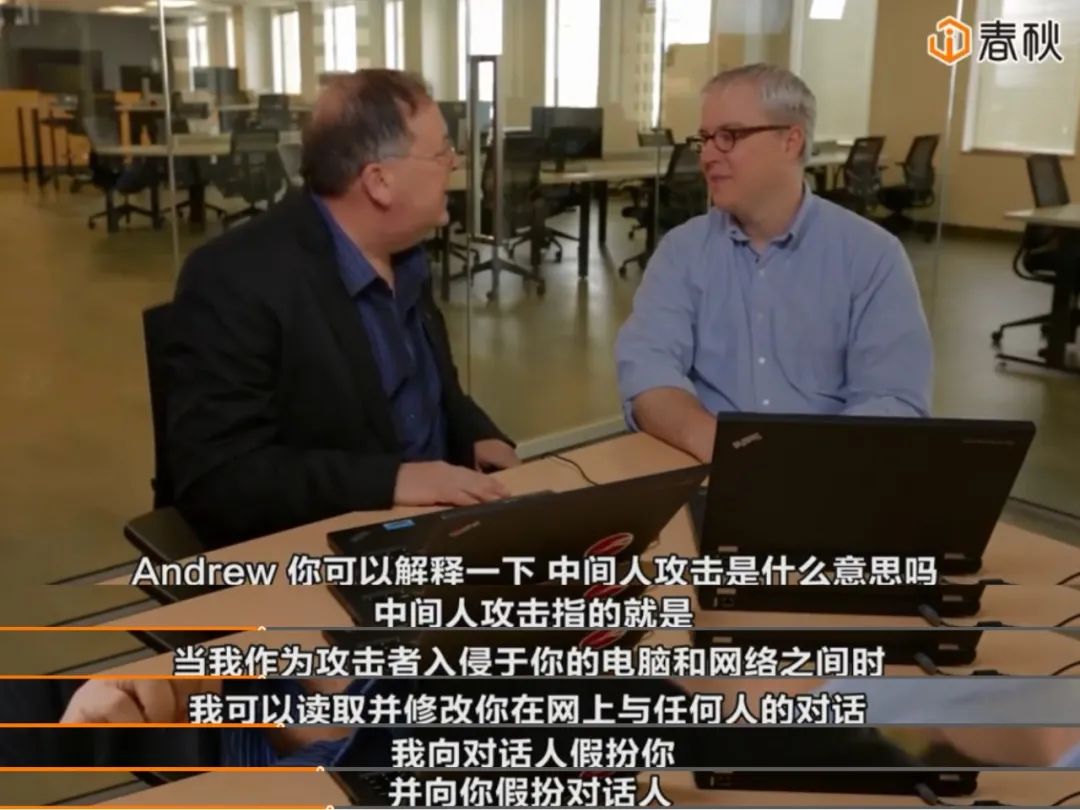 春秋
Andrew 你可以解释一下 中间人攻击是什么意思吗
中间人攻击指的就是
当我作为攻击者入侵于你的电脑和网络之间时
我可以读取并修改你在网上与任何人的对话
我向对话人假扮你
并向你假扮对话人